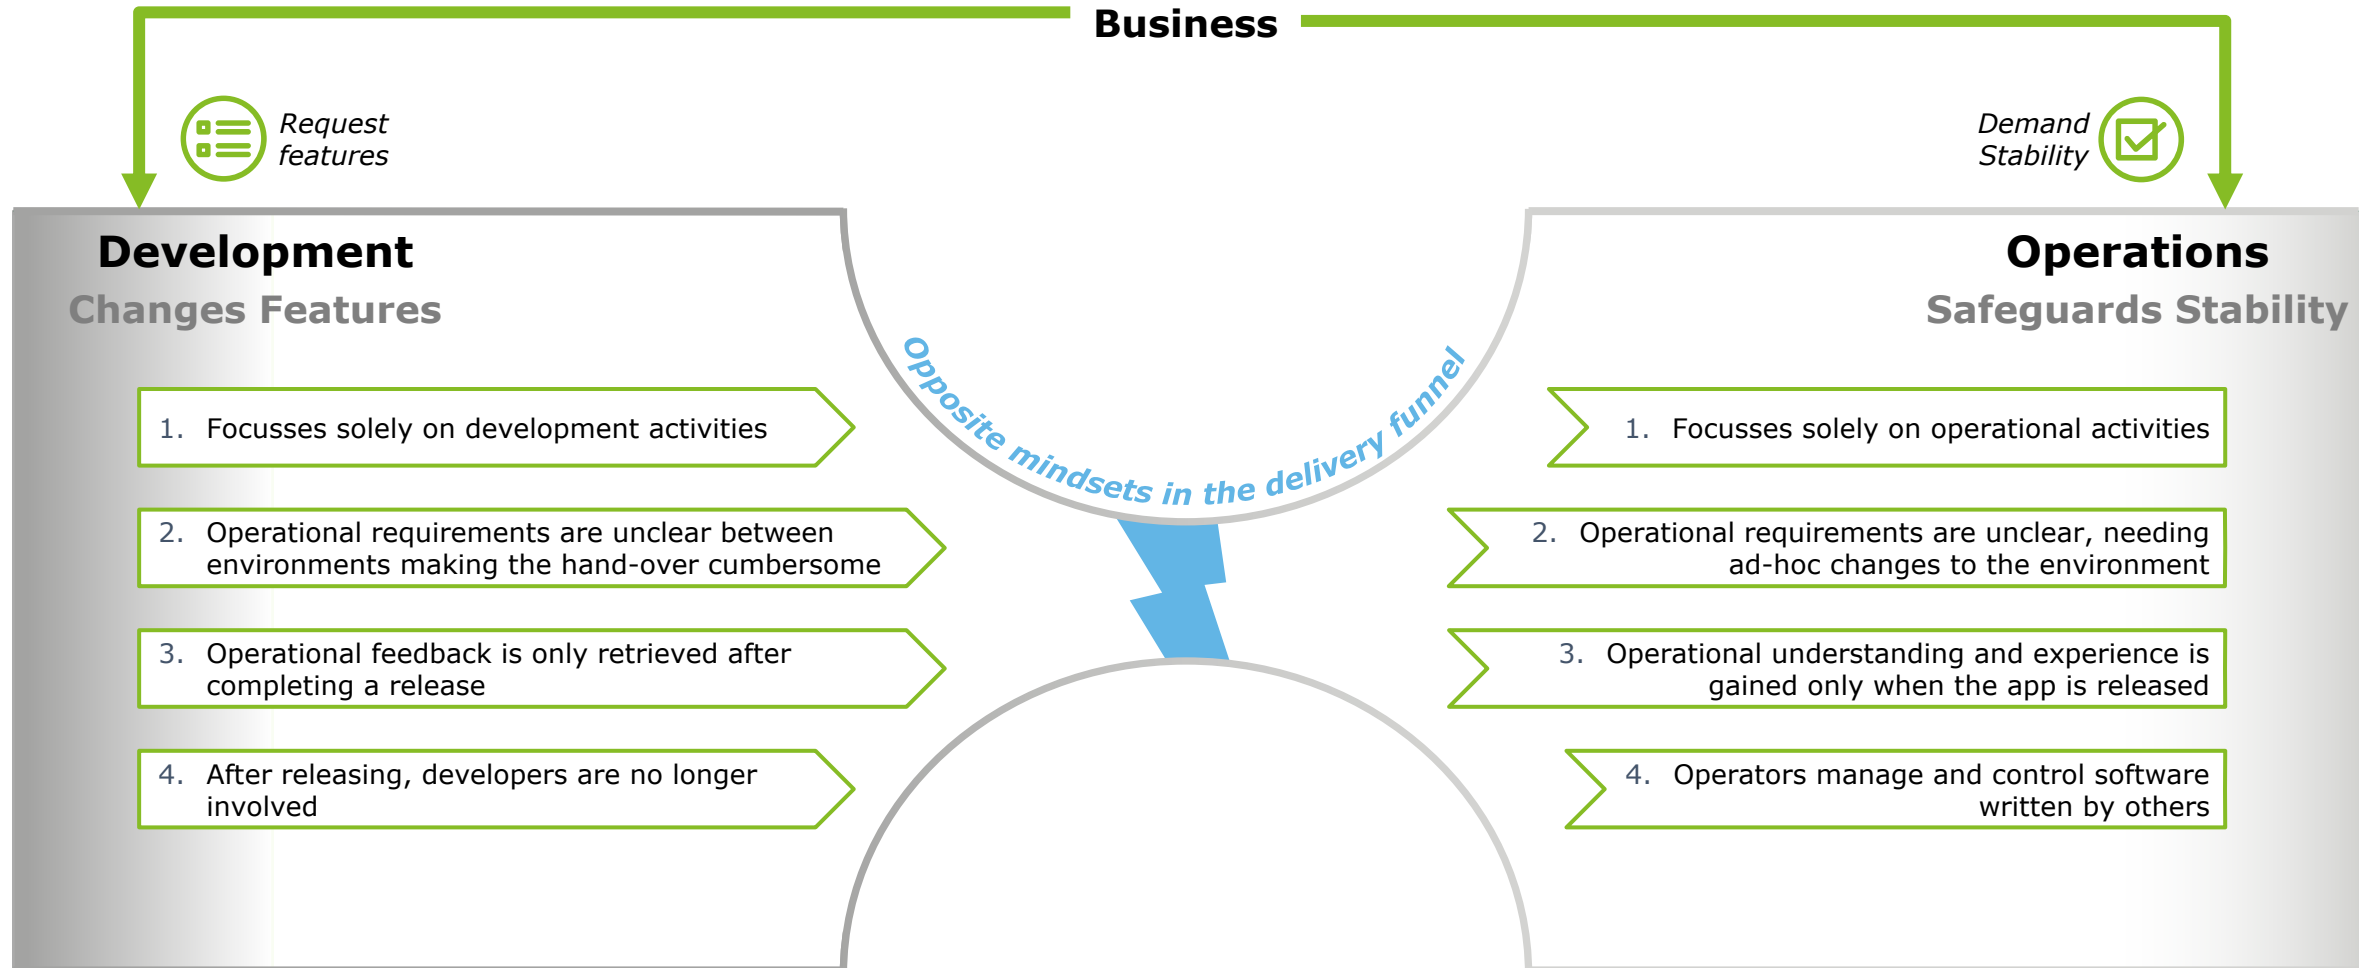 Business
Request
features
Demand
Stability
Development
Changes Features
Operations
Safeguards Stability
Opposite mindsets in the delivery funnel
1. Focusses solely on development activities
2. Operational requirements are unclear between
environments making the hand-over cumbersome
3. Operational feedback is only retrieved after
completing a release
4. After releasing, developers are no longer
involved
1. Focusses solely on operational activities
2. Operational requirements are unclear, needing
ad-hoc changes to the environment
3. Operational understanding and experience is
gained only when the app is released
4. Operators manage and control software
written by others